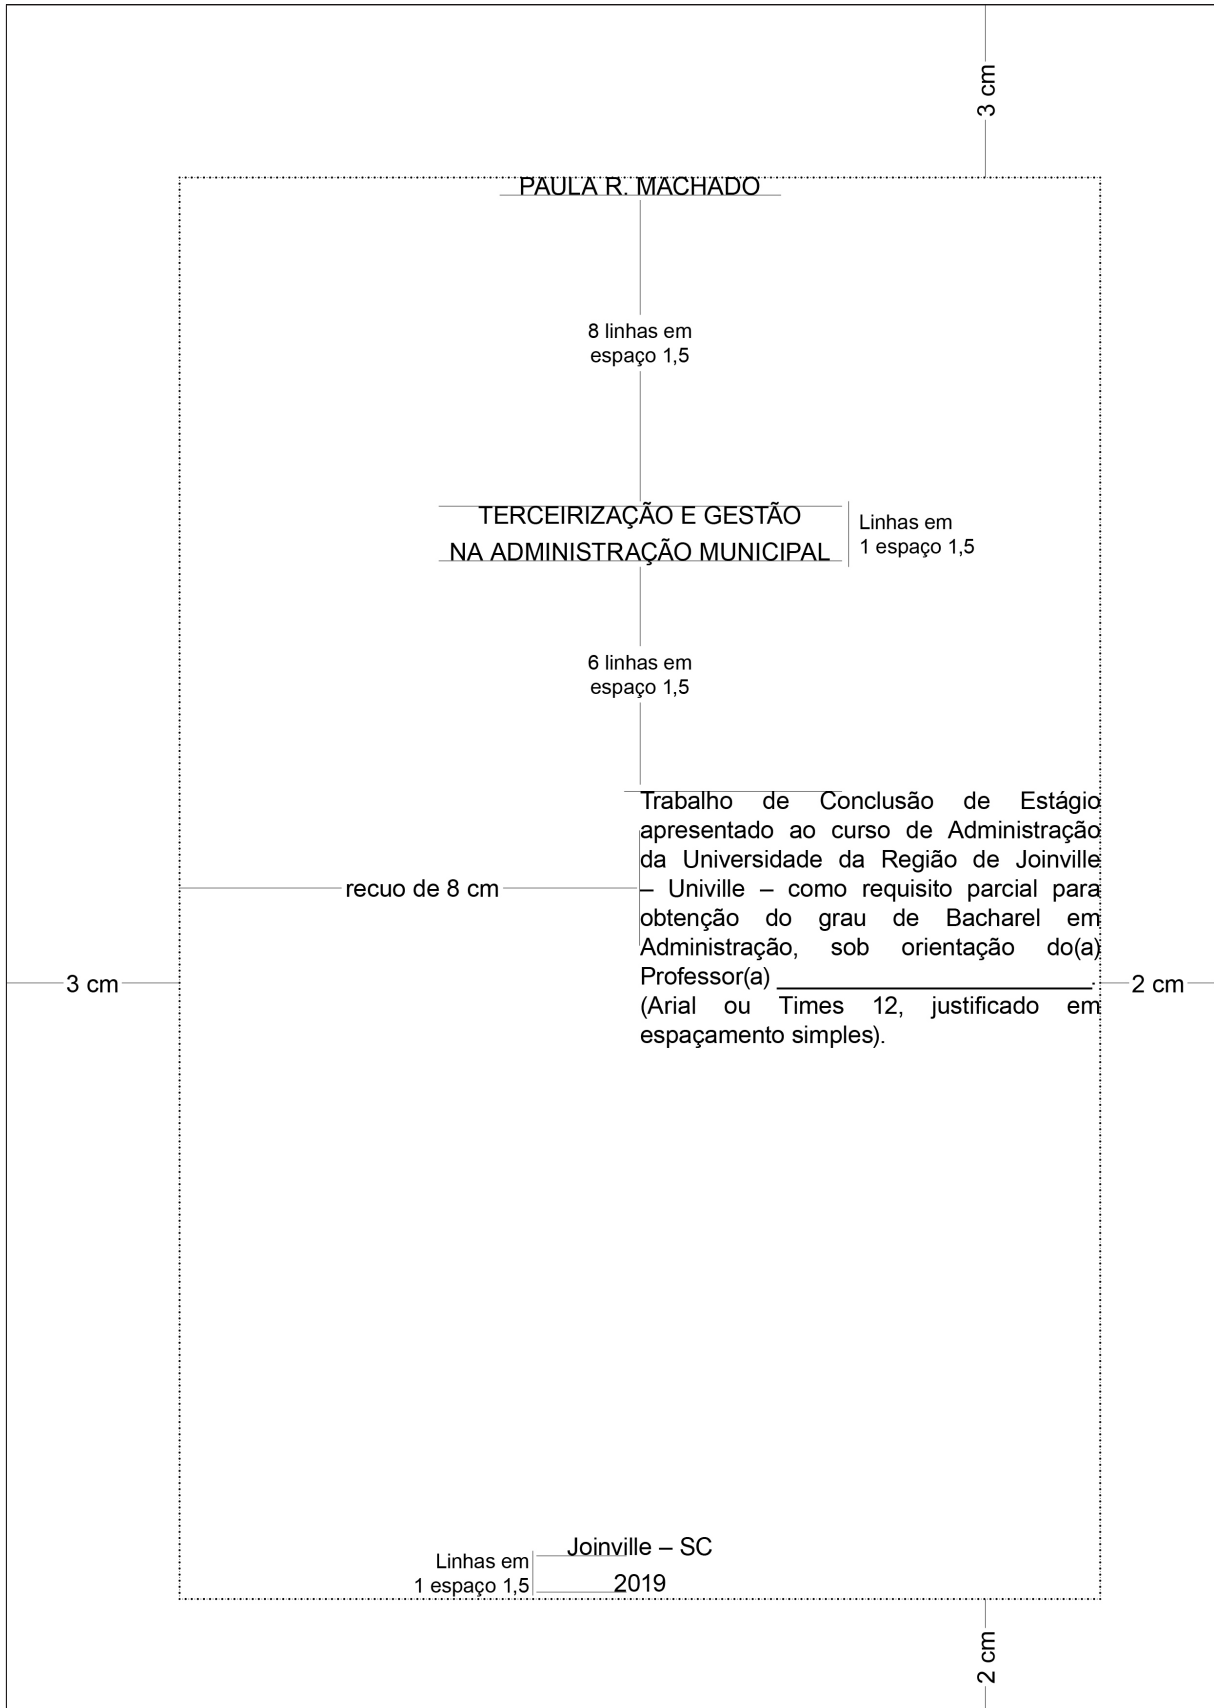 3 cm
PAULA R. MACHADO
8 linhas em
espaço 1,5
TERCEIRIZAÇÃO E GESTÃO
NA ADMINISTRAÇÃO MUNICIPAL
Linhas em
1 espaço 1,5
6 linhas em
espaço 1,5
Trabalho de Conclusão de Estágio
apresentado ao curso de Administração
da Universidade da Região de Joinville
– Univille – como requisito parcial para
obtenção do grau de Bacharel em
Administração, sob orientação do(a)
Professor(a) __________________________.
(Arial ou Times 12, justificado em
espaçamento simples).
recuo de 8 cm
3 cm
2 cm
Joinville – SC
2019
Linhas em
1 espaço 1,5
2 cm